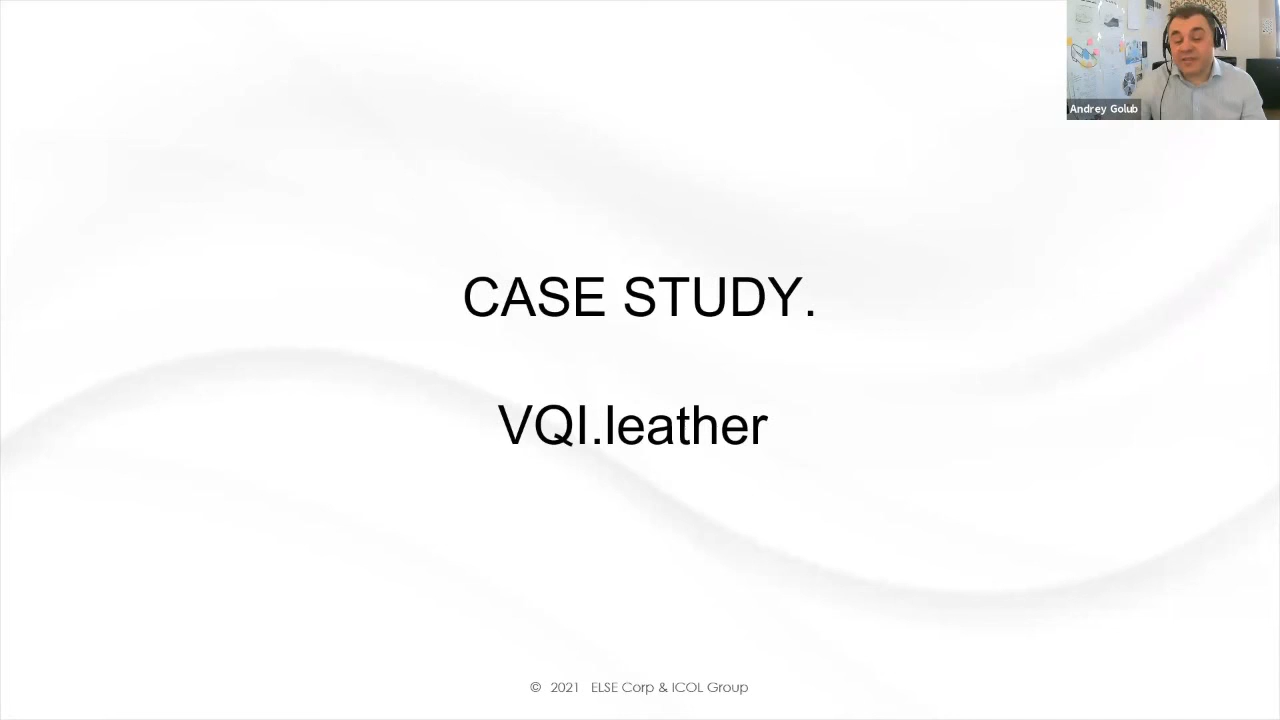 Andrey Golub
CASE STUDY.
VQI.leather
© 2021 ELSE Corp & ICOL Group